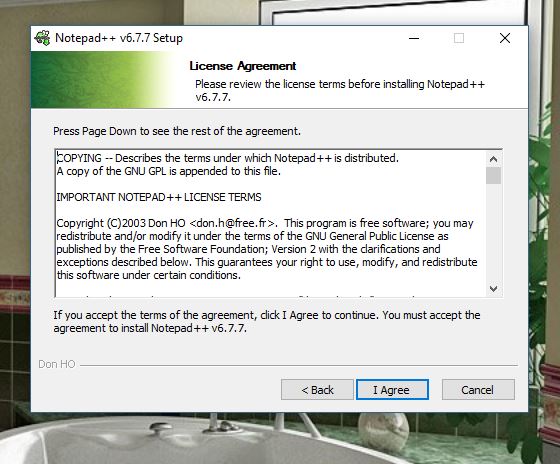 Notepad++ v6.7.7 Setup
License Agreement
Please review the license terms before installing Notepad++
v6.7.7.
Press Page Down to see the rest of the agreement.
COPYING -- Describes the terms under which Notepad++ is distributed.
A copy of the GNU GPL is appended to this file.
IMPORTANT NOTEPAD++ LICENSE TERMS
Copyright (C)2003 Don HO <don.h@free.fr>.  This program is free software; you may
redistribute and/or modify it under the terms of the GNU General Public License as
published by the Free Software Foundation; Version 2 with the clarifications and
exceptions described below. This guarantees your right to use, modify, and redistribute
this software under certain conditions.
If you accept the terms of the agreement, click I Agree to continue. You must accept the
agreement to install Notepad++ v6.7.7.
Don HO
< Back
I Agree
Cancel